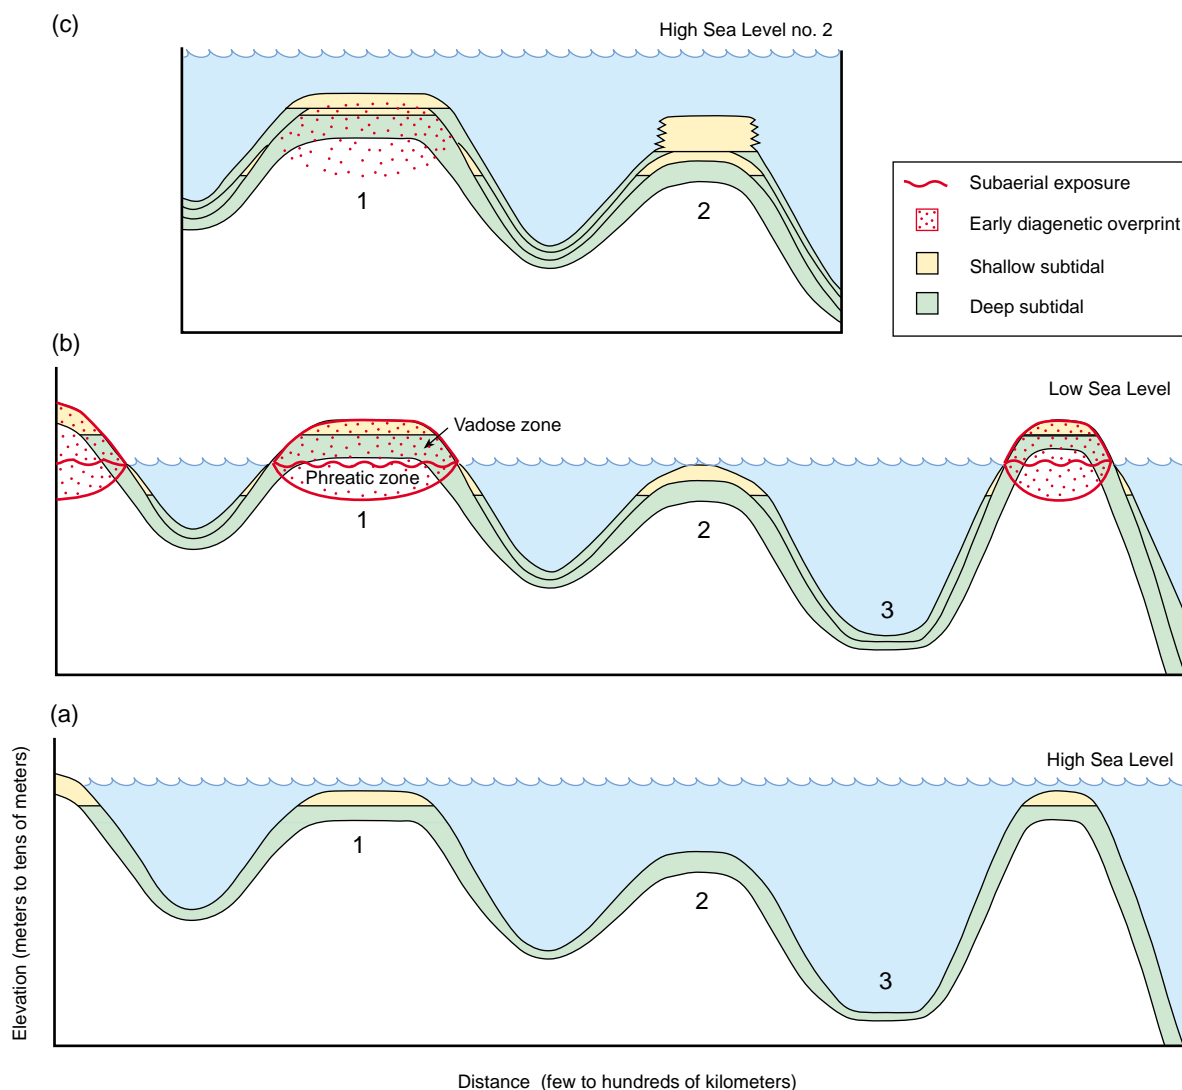 (c)
High Sea Level no. 2
1
2
Subaerial exposure
Early diagenetic overprint
Shallow subtidal
Deep subtidal
(b)
Low Sea Level
Vadose zone
Phreatic zone
1
2
3
(a)
High Sea Level
1
2
3
Elevation (meters to tens of meters)
Distance (few to hundreds of kilometers)